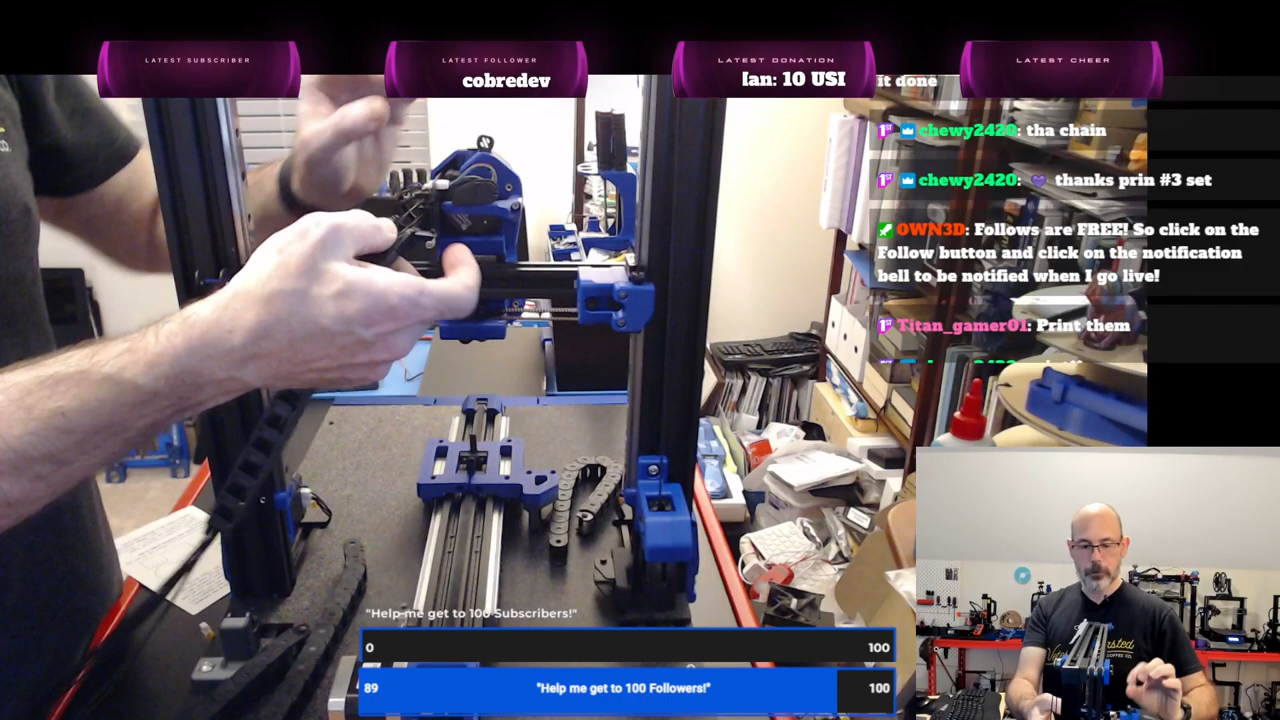 LATEST SUBSCRIBER
LATEST FOLLOWER
cobredev
LATEST DONATION
Ian: 10 USI
LATEST CHEER
it done
1ST chewy2420: tha chain
1ST chewy2420: 💜 thanks prin #3 set
OWN3D: Follows are FREE! So click on the
Follow button and click on the notification
bell to be notified when I go live!
1ST Titan_gamer01: Print them
"Help me get to 100 Subscribers!"
0 100
89 "Help me get to 100 Followers!" 100